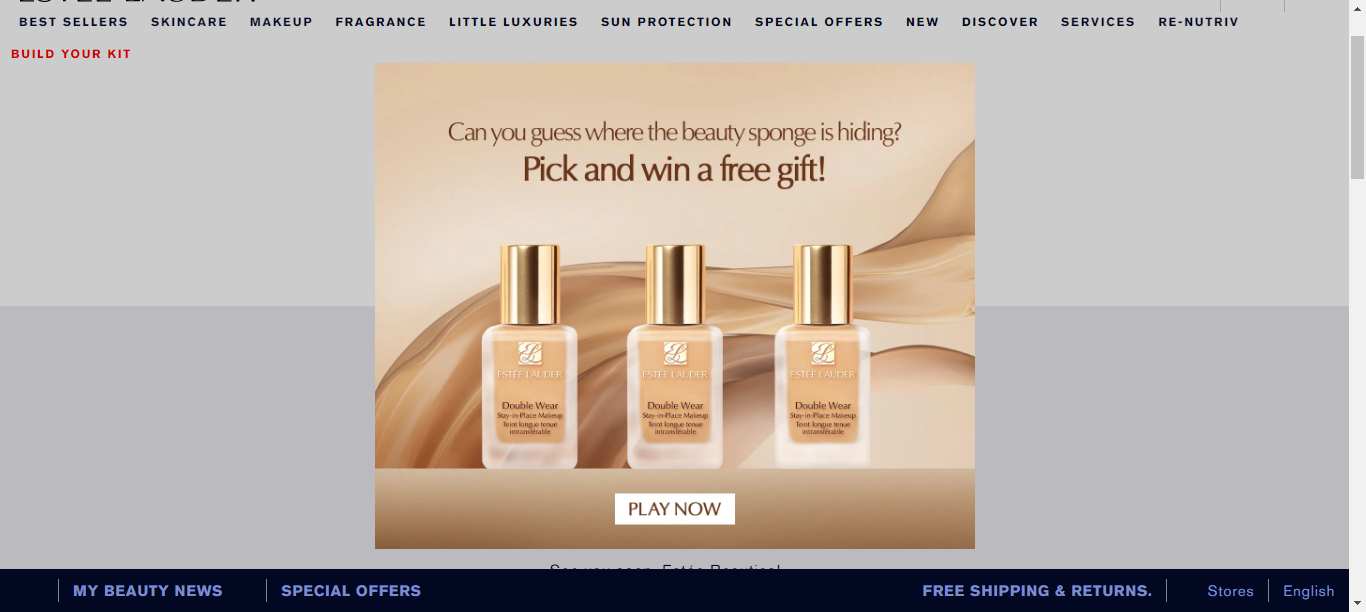 BEST SELLERS SKINCARE MAKEUP FRAGRANCE LITTLE LUXURIES SUN PROTECTION SPECIAL OFFERS NEW DISCOVER SERVICES RE-NUTRIV
BUILD YOUR KIT
Can you guess where the beauty sponge is hiding?
Pick and win a free gift!
ESTĒE LAUDER ESTĒE LAUDER ESTĒE LAUDER
Double Wear Double Wear Double Wear
Stay-in-Place Makeup Stay-in-Place Makeup Stay-in-Place Makeup
Teint longue tenue Teint longue tenue Teint longue tenue
intransférable intransférable intransférable
PLAY NOW
MY BEAUTY NEWS SPECIAL OFFERS FREE SHIPPING & RETURNS. Stores English